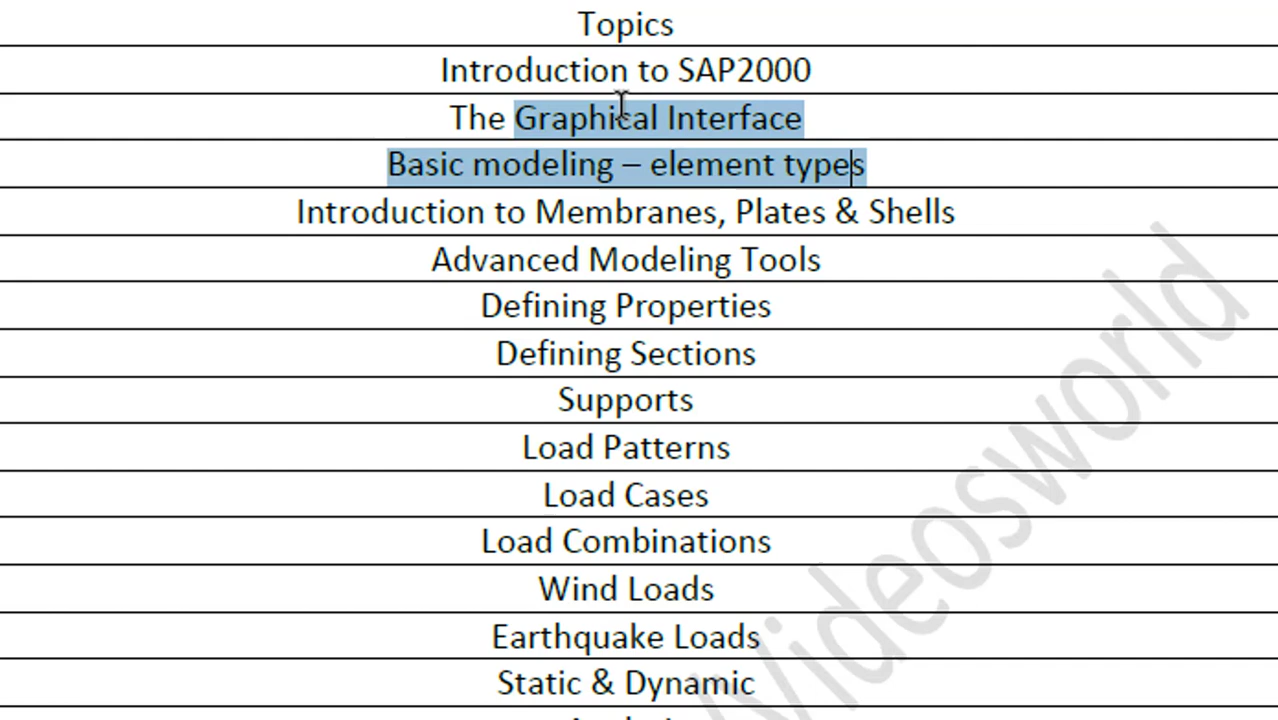 Topics
Introduction to SAP2000
The Graphical Interface
Basic modeling – element types
Introduction to Membranes, Plates & Shells
Advanced Modeling Tools
Defining Properties
Defining Sections
Supports
Load Patterns
Load Cases
Load Combinations
Wind Loads
Earthquake Loads
Static & Dynamic
/Videosworld